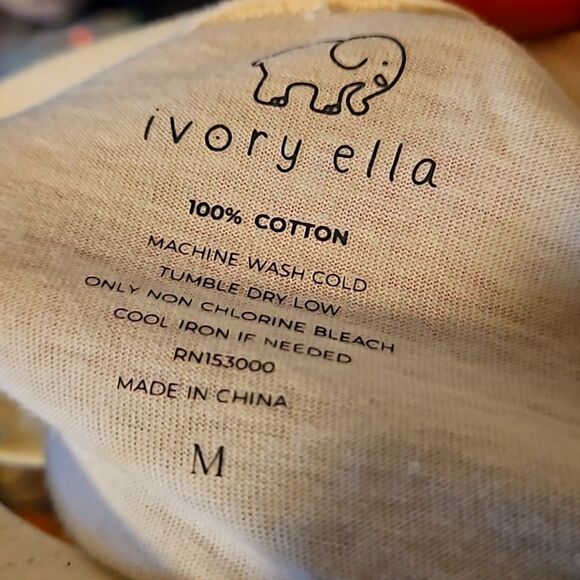 ivory ella
100% COTTON
MACHINE WASH COLD
TUMBLE DRY LOW
ONLY NON CHLORINE BLEACH
COOL IRON IF NEEDED
RN153000
MADE IN CHINA
M